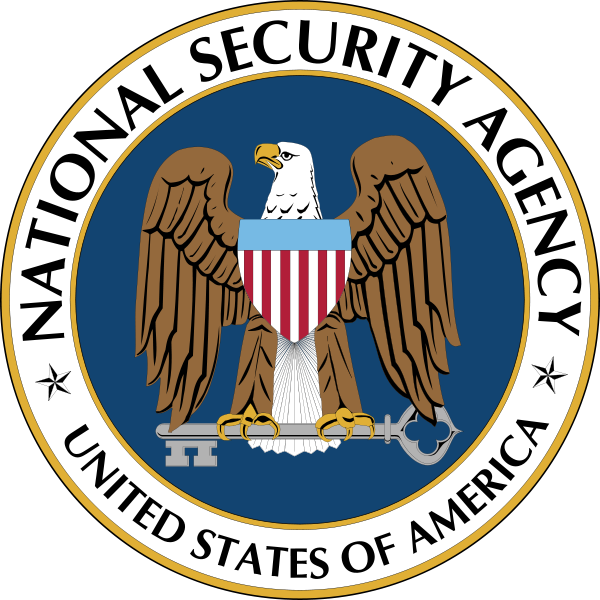 NATIONAL SECURITY AGENCY
UNITED STATES OF AMERICA